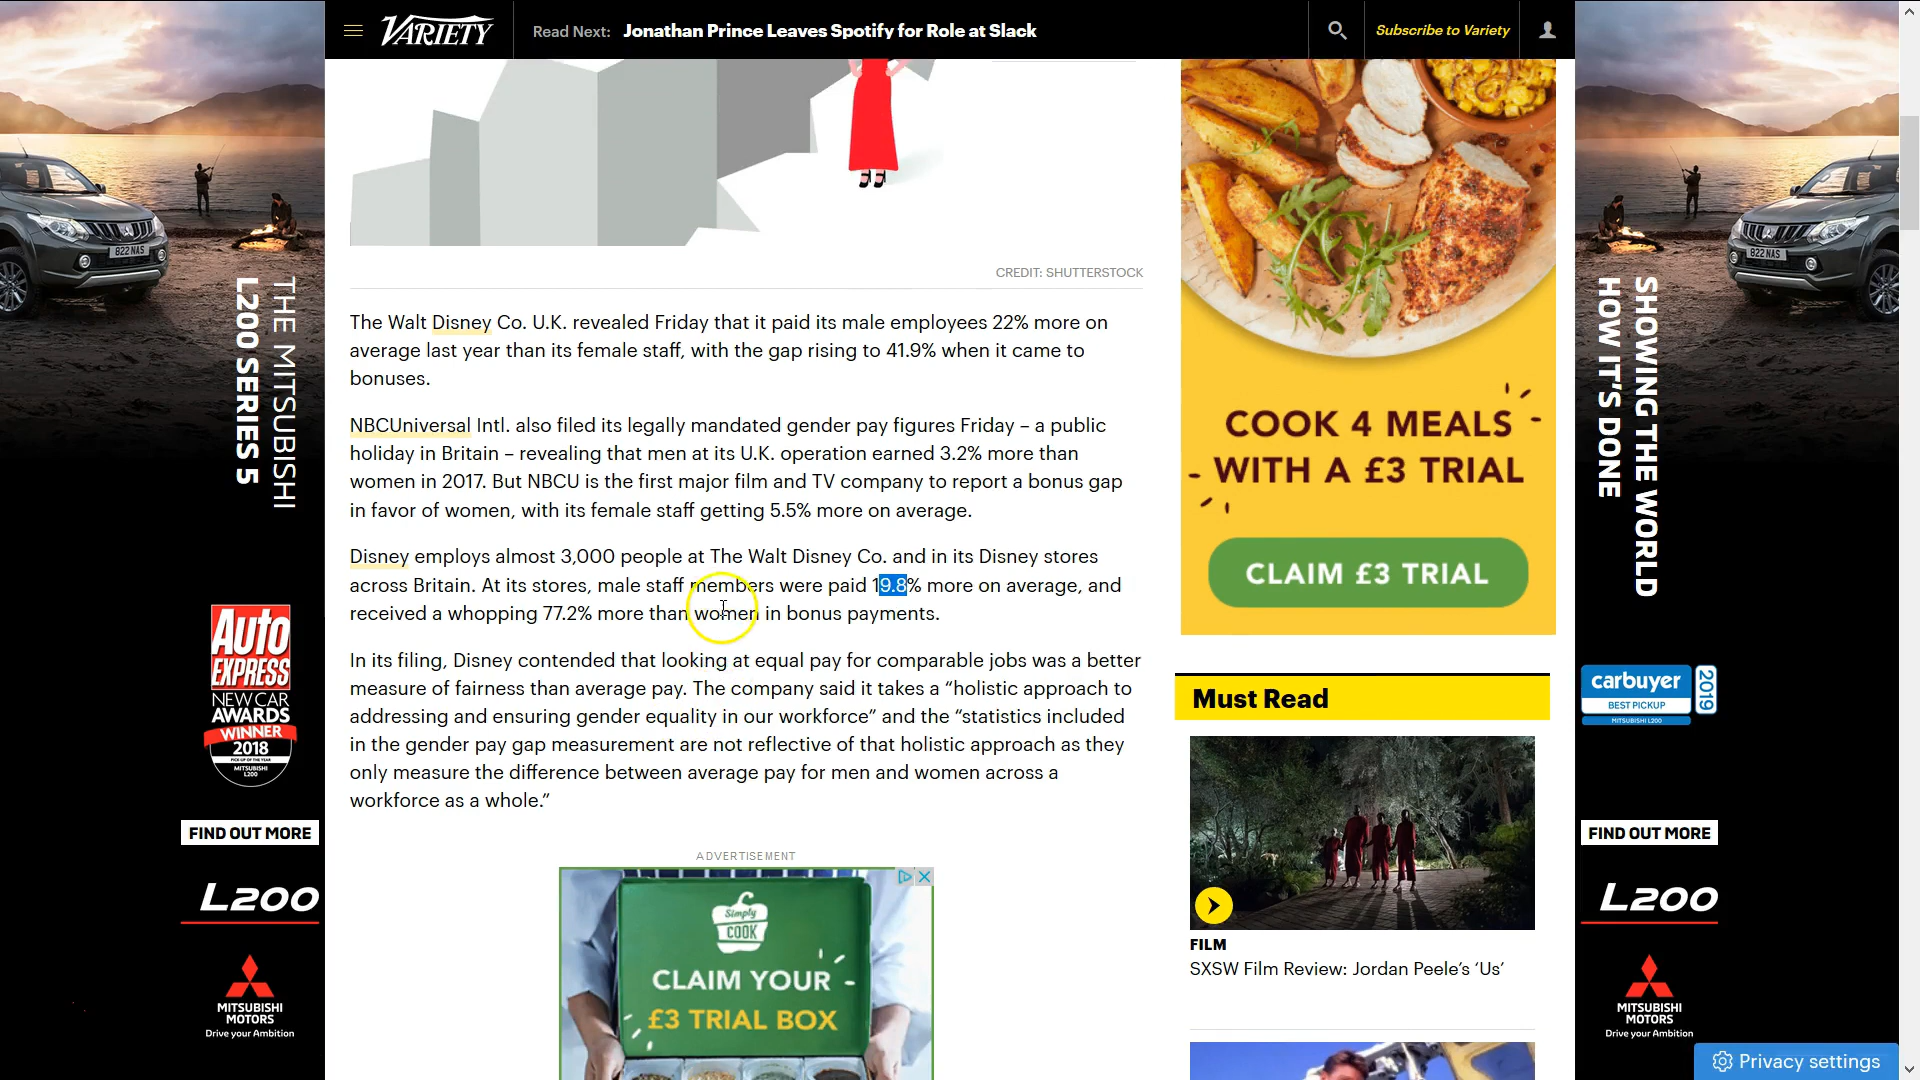 VARIETY
Read Next: Jonathan Prince Leaves Spotify for Role at Slack
Subscribe to Variety
CREDIT: SHUTTERSTOCK
The Walt Disney Co. U.K. revealed Friday that it paid its male employees 22% more on
average last year than its female staff, with the gap rising to 41.9% when it came to
bonuses.
NBCUniversal Intl. also filed its legally mandated gender pay figures Friday – a public
holiday in Britain – revealing that men at its U.K. operation earned 3.2% more than
women in 2017. But NBCU is the first major film and TV company to report a bonus gap
in favor of women, with its female staff getting 5.5% more on average.
Disney employs almost 3,000 people at The Walt Disney Co. and in its Disney stores
across Britain. At its stores, male staff members were paid 19.8% more on average, and
received a whopping 77.2% more than women in bonus payments.
In its filing, Disney contended that looking at equal pay for comparable jobs was a better
measure of fairness than average pay. The company said it takes a “holistic approach to
addressing and ensuring gender equality in our workforce” and the “statistics included
in the gender pay gap measurement are not reflective of that holistic approach as they
only measure the difference between average pay for men and women across a
workforce as a whole.”
ADVERTISEMENT
Simply
COOK
CLAIM YOUR
£3 TRIAL BOX
COOK 4 MEALS
WITH A £3 TRIAL
CLAIM £3 TRIAL
Must Read
FILM
SXSW Film Review: Jordan Peele’s ‘Us’
822 NAS
THE MITSUBISHI
L200 SERIES 5
Auto
EXPRESS
NEW CAR
AWARDS
WINNER
2018
PICK-UP OF THE YEAR
MITSUBISHI
L200
FIND OUT MORE
L200
MITSUBISHI
MOTORS
Drive your Ambition
822 NAS
SHOWING THE WORLD
HOW IT'S DONE
carbuyer
BEST PICKUP
MITSUBISHI L200
2019
FIND OUT MORE
L200
MITSUBISHI
MOTORS
Drive your Ambition
Privacy settings